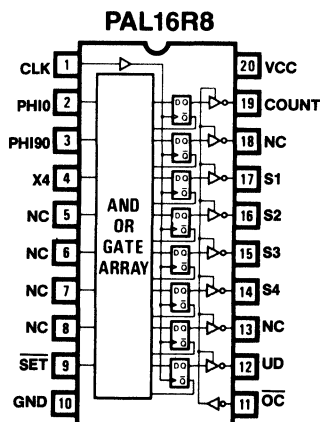 PAL16R8
CLK 1 20 VCC
PHI0 2 D Q Q̅ 19 COUNT
PHI90 3 D Q Q̅ 18 NC
X4 4 D Q Q̅ 17 S1
NC 5 D Q Q̅ 16 S2
NC 6 D Q Q̅ 15 S3
NC 7 D Q Q̅ 14 S4
NC 8 D Q Q̅ 13 NC
S̅E̅T̅ 9 D Q Q̅ 12 UD
GND 10 11 O̅C̅
AND
OR
GATE
ARRAY